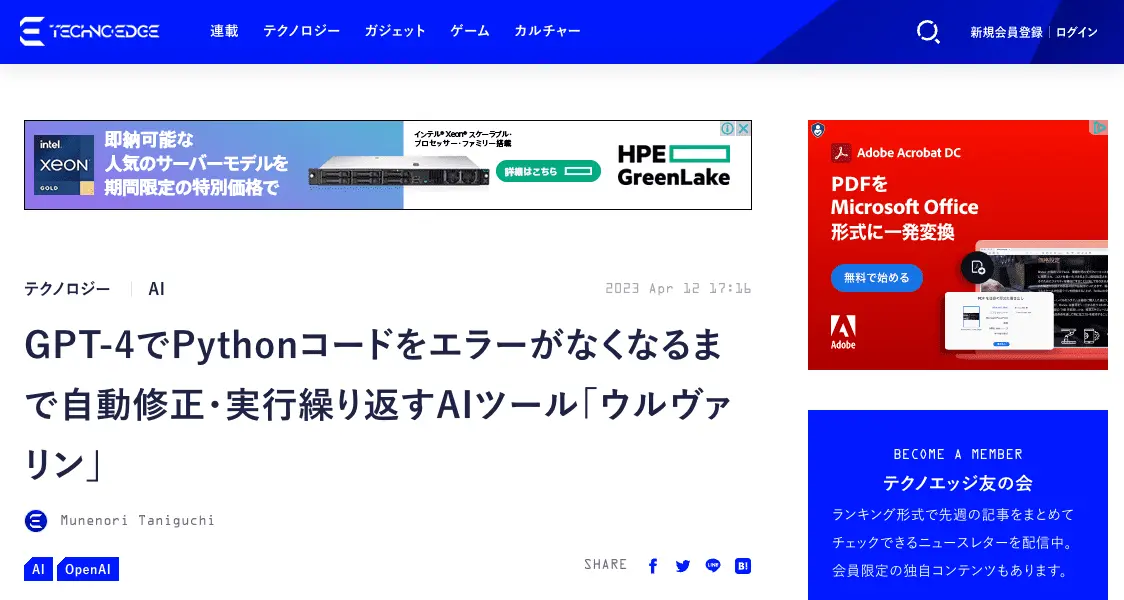 TECHNOEDGE
連載 テクノロジー ガジェット ゲーム カルチャー
新規会員登録 ログイン
intel.
XEON
GOLD
即納可能な
人気のサーバーモデルを
期間限定の特別価格で
インテル® Xeon® スケーラブル・
プロセッサー・ファミリー搭載
詳細はこちら
HPE
GreenLake
Adobe Acrobat DC
PDFを
Microsoft Office
形式に一発変換
無料で始める
Adobe
テクノロジー AI
2023 Apr 12 17:16
GPT-4でPythonコードをエラーがなくなるま
で自動修正・実行繰り返すAIツール「ウルヴァ
リン」
Munenori Taniguchi
AI OpenAI
SHARE
LINE
B!
BECOME A MEMBER
テクノエッジ友の会
ランキング形式で先週の記事をまとめて
チェックできるニュースレターを配信中。
会員限定の独自コンテンツもあります。